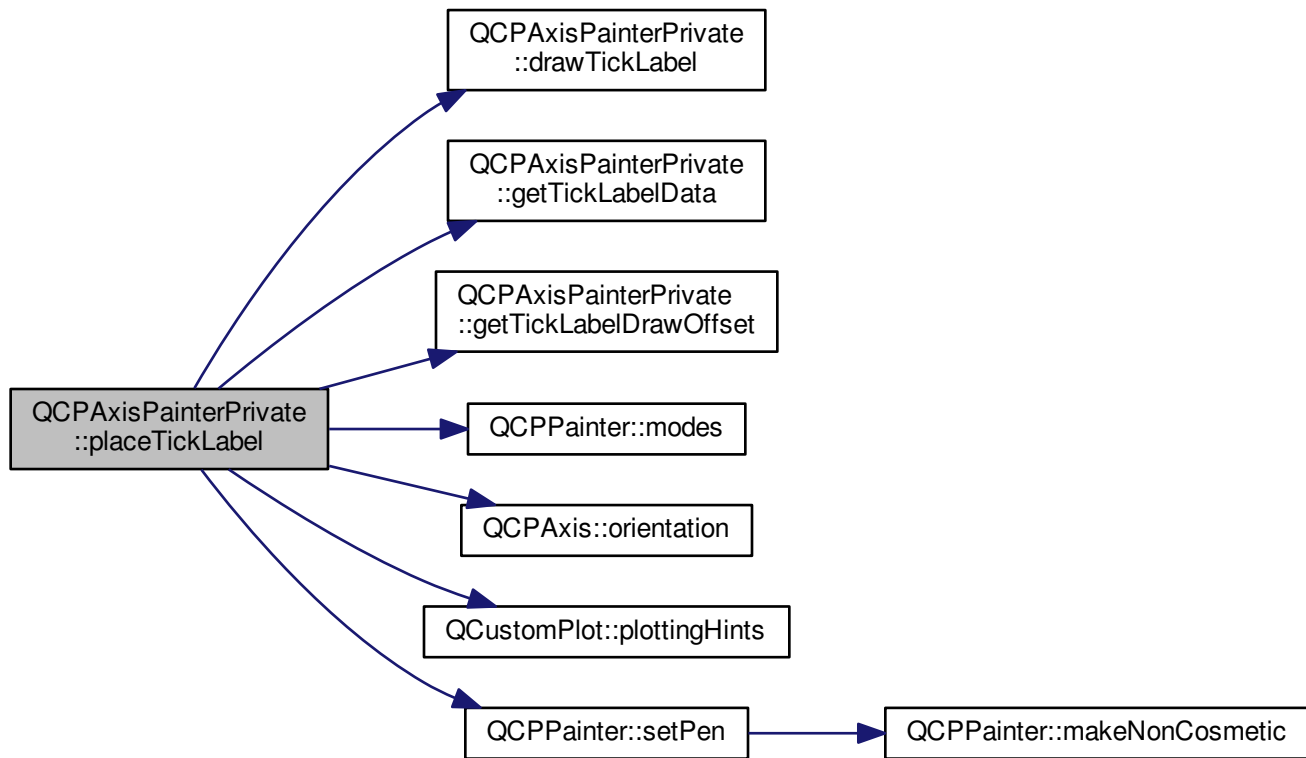 QCPAxisPainterPrivate
::drawTickLabel
QCPAxisPainterPrivate
::getTickLabelData
QCPAxisPainterPrivate
::getTickLabelDrawOffset
QCPAxisPainterPrivate
::placeTickLabel
QCPPainter::modes
QCPAxis::orientation
QCustomPlot::plottingHints
QCPPainter::setPen
QCPPainter::makeNonCosmetic